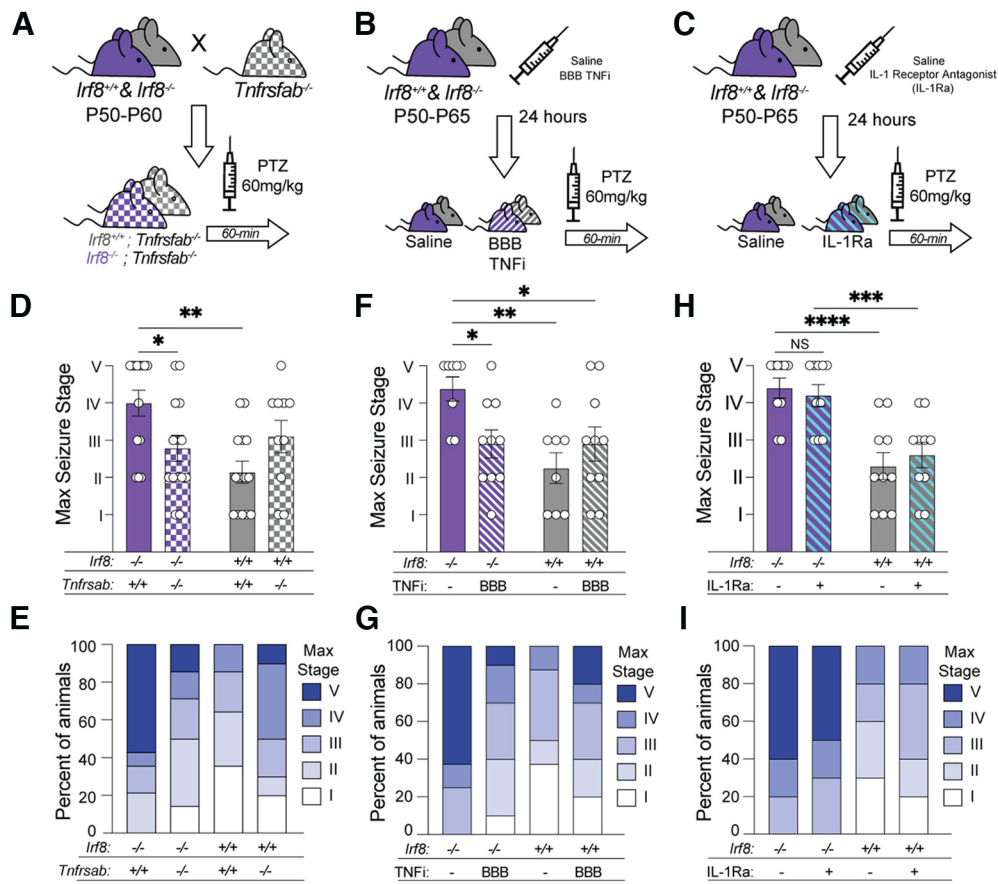 A
X
Irf8+/+ & Irf8-/-
Tnfrsfab-/-
P50-P60
PTZ
60mg/kg
60-min
Irf8+/+ ; Tnfrsfab-/-
Irf8-/- ; Tnfrsfab-/-
B
Saline
BBB TNFi
Irf8+/+ & Irf8-/-
P50-P65
24 hours
PTZ
60mg/kg
Saline
BBB
TNFi
60-min
C
Saline
IL-1 Receptor Antagonist
(IL-1Ra)
Irf8+/+ & Irf8-/-
P50-P65
24 hours
PTZ
60mg/kg
Saline
IL-1Ra
60-min
D
**
*
Max Seizure Stage
V
IV
III
II
I
Irf8: -/- -/- +/+ +/+
Tnfrsab: +/+ -/- +/+ -/-
F
*
**
*
Max Seizure Stage
V
IV
III
II
I
Irf8: -/- -/- +/+ +/+
TNFi: - BBB - BBB
H
***
****
NS
Max Seizure Stage
V
IV
III
II
I
Irf8: -/- -/- +/+ +/+
IL-1Ra: - + - +
E
Percent of animals
100
80
60
40
20
0
Max
Stage
V
IV
III
II
I
Irf8: -/- -/- +/+ +/+
Tnfrsab: +/+ -/- +/+ -/-
G
Percent of animals
100
80
60
40
20
0
Max
Stage
V
IV
III
II
I
Irf8: -/- -/- +/+ +/+
TNFi: - BBB - BBB
I
Percent of animals
100
80
60
40
20
0
Max
Stage
V
IV
III
II
I
Irf8: -/- -/- +/+ +/+
IL-1Ra: - + - +